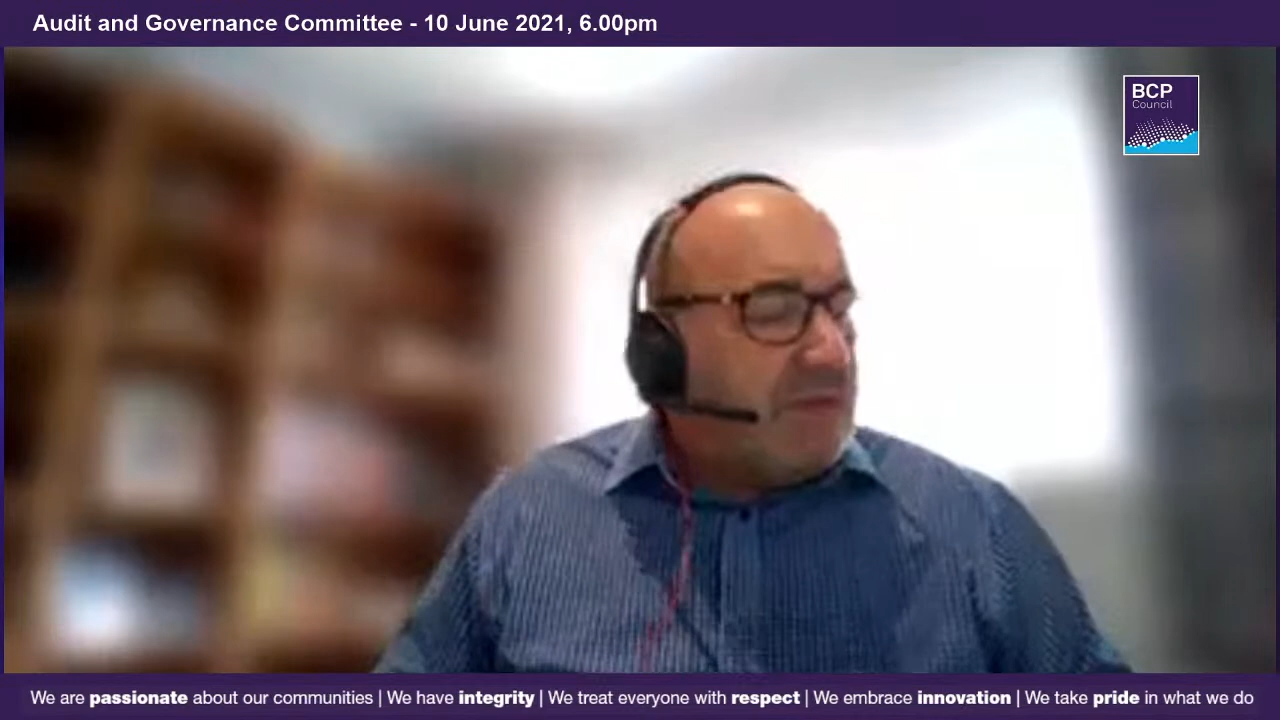 Audit and Governance Committee - 10 June 2021, 6.00pm
BCP
Council
We are passionate about our communities | We have integrity | We treat everyone with respect | We embrace innovation | We take pride in what we do